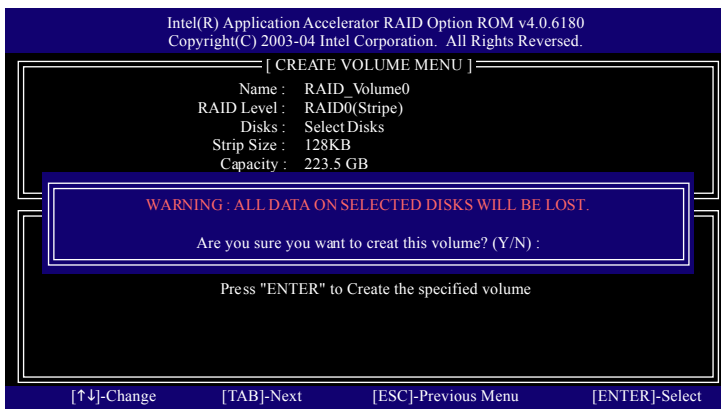 Intel(R) Application Accelerator RAID Option ROM v4.0.6180
Copyright(C) 2003-04 Intel Corporation. All Rights Reversed.
[ CREATE VOLUME MENU ]
Name : RAID_Volume0
RAID Level : RAID0(Stripe)
Disks : Select Disks
Strip Size : 128KB
Capacity : 223.5 GB
WARNING : ALL DATA ON SELECTED DISKS WILL BE LOST.
Are you sure you want to creat this volume? (Y/N) :
Press "ENTER" to Create the specified volume
[↑↓]-Change [TAB]-Next [ESC]-Previous Menu [ENTER]-Select